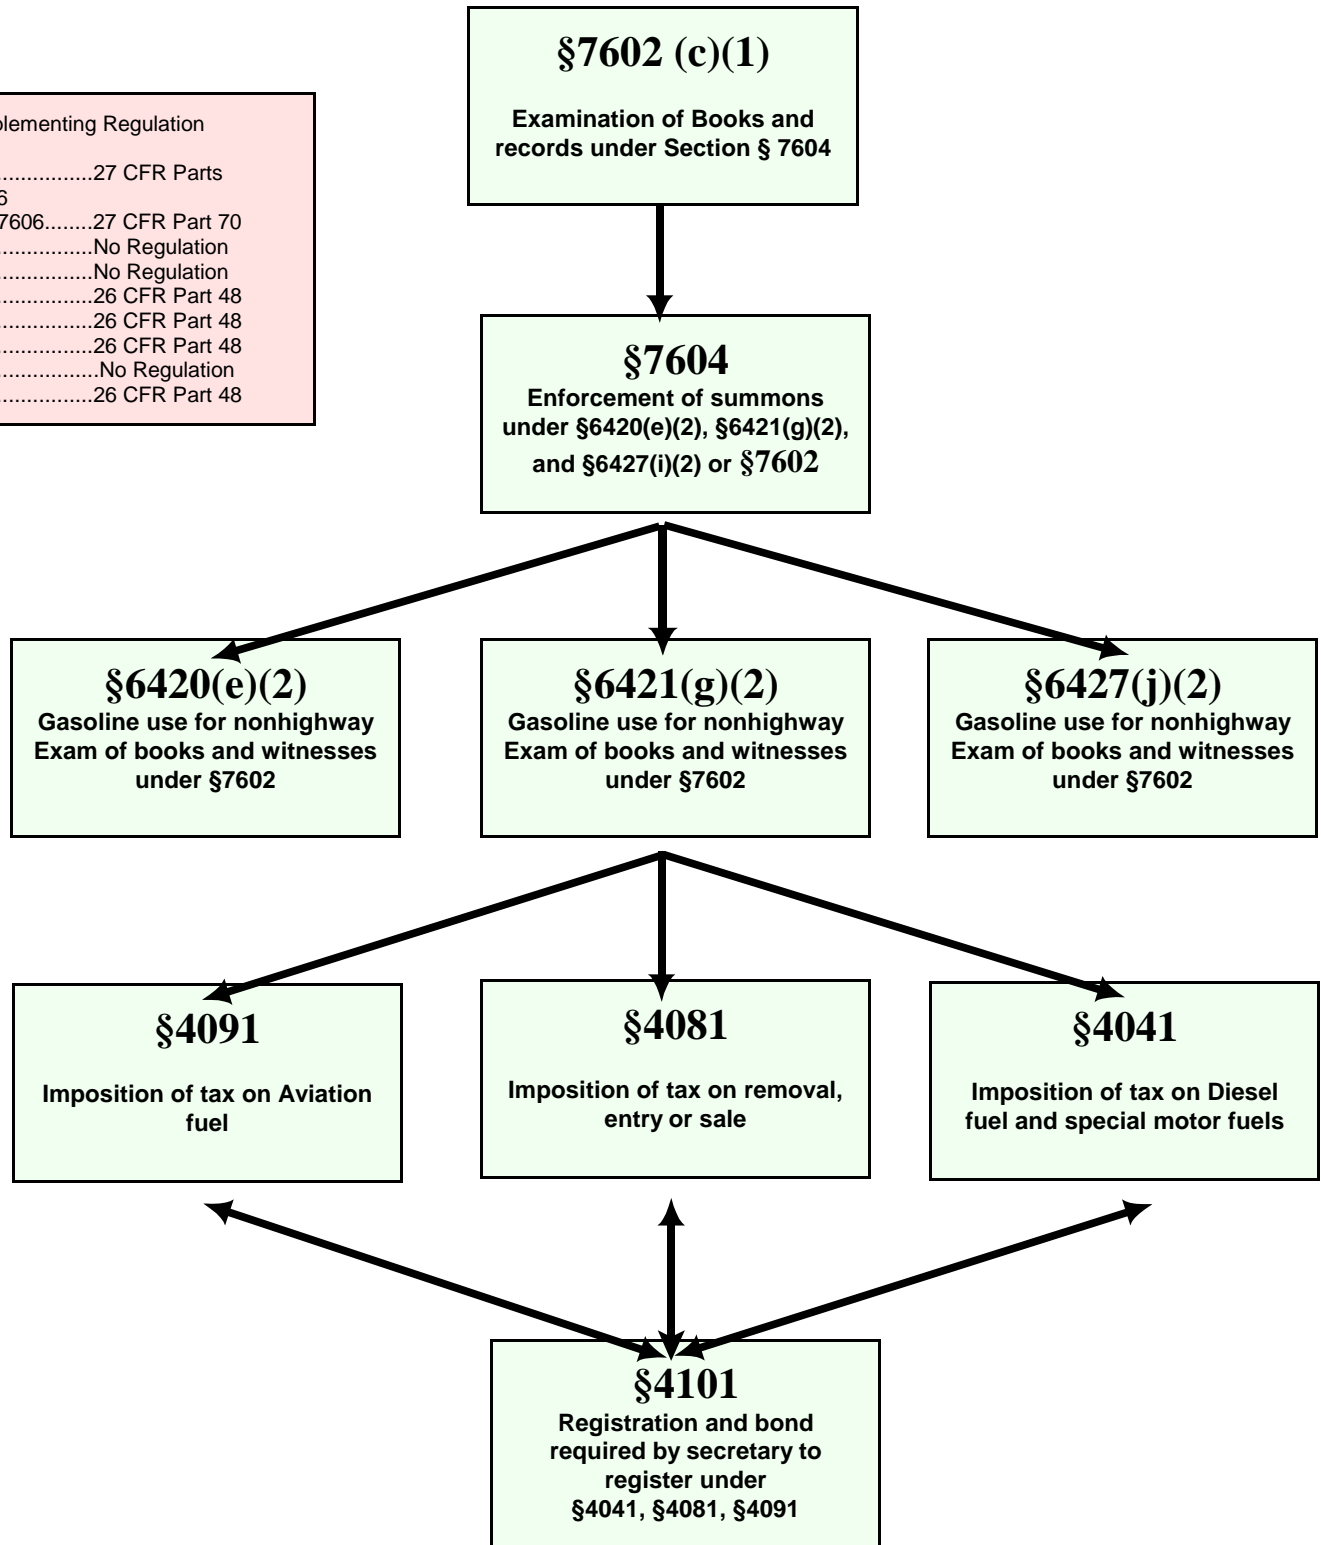 §7602 (c)(1)
Examination of Books and
records under Section § 7604
plementing Regulation
................27 CFR Parts
6
7606........27 CFR Part 70
................No Regulation
................No Regulation
................26 CFR Part 48
................26 CFR Part 48
................26 CFR Part 48
.................No Regulation
................26 CFR Part 48
§7604
Enforcement of summons
under §6420(e)(2), §6421(g)(2),
and §6427(i)(2) or §7602
§6420(e)(2)
Gasoline use for nonhighway
Exam of books and witnesses
under §7602
§6421(g)(2)
Gasoline use for nonhighway
Exam of books and witnesses
under §7602
§6427(j)(2)
Gasoline use for nonhighway
Exam of books and witnesses
under §7602
§4091
Imposition of tax on Aviation
fuel
§4081
Imposition of tax on removal,
entry or sale
§4041
Imposition of tax on Diesel
fuel and special motor fuels
§4101
Registration and bond
required by secretary to
register under
§4041, §4081, §4091